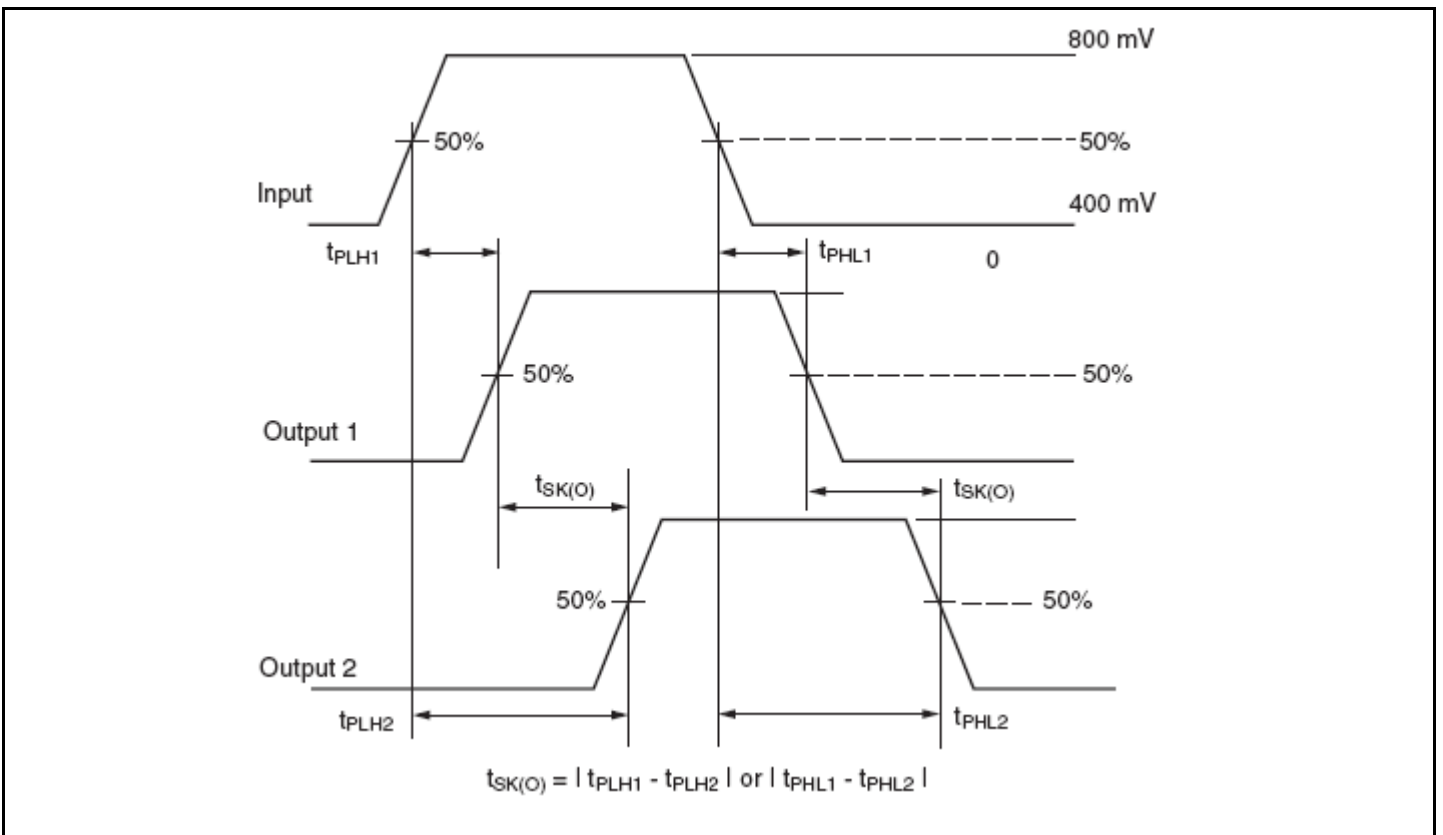 800 mV
50%
50%
Input
400 mV
tPLH1
tPHL1
0
50%
50%
Output 1
tSK(O)
tSK(O)
50%
50%
Output 2
tPLH2
tPHL2
tSK(O) = | tPLH1 - tPLH2 | or | tPHL1 - tPHL2 |